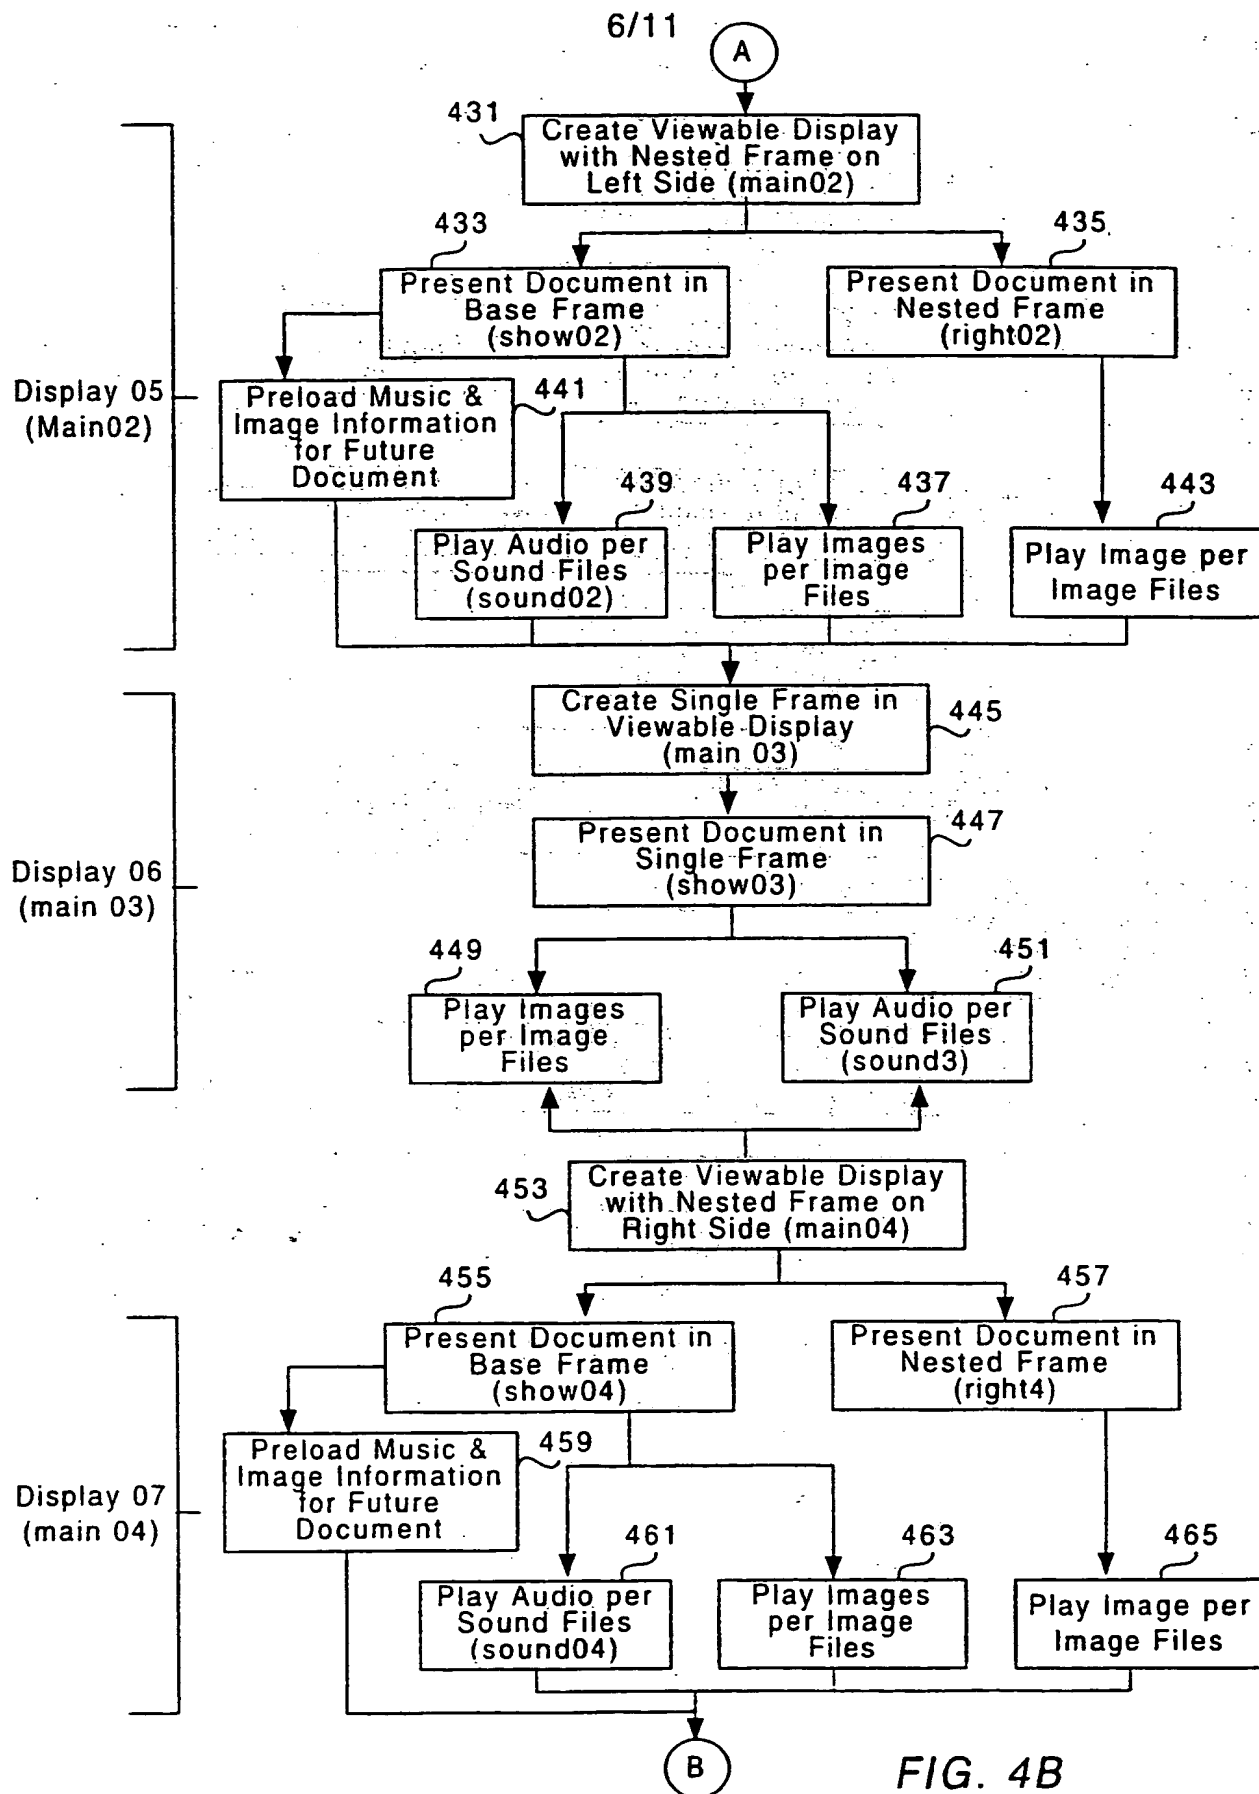 6/11
A
431
Create Viewable Display
with Nested Frame on
Left Side (main02)
433
435
Present Document in
Base Frame
(show02)
Present Document in
Nested Frame
(right02)
Display 05
(Main02)
Preload Music &
Image Information
for Future
Document
441
439
437
443
Play Audio per
Sound Files
(sound02)
Play Images
per Image
Files
Play Image per
Image Files
Create Single Frame in
Viewable Display
(main 03)
445
447
Present Document in
Single Frame
(show03)
Display 06
(main 03)
449
451
Play Images
per Image
Files
Play Audio per
Sound Files
(sound3)
453
Create Viewable Display
with Nested Frame on
Right Side (main04)
455
457
Present Document in
Base Frame
(show04)
Present Document in
Nested Frame
(right4)
Display 07
(main 04)
Preload Music &
Image Information
for Future
Document
459
461
463
465
Play Audio per
Sound Files
(sound04)
Play Images
per Image
Files
Play Image per
Image Files
B
FIG. 4B